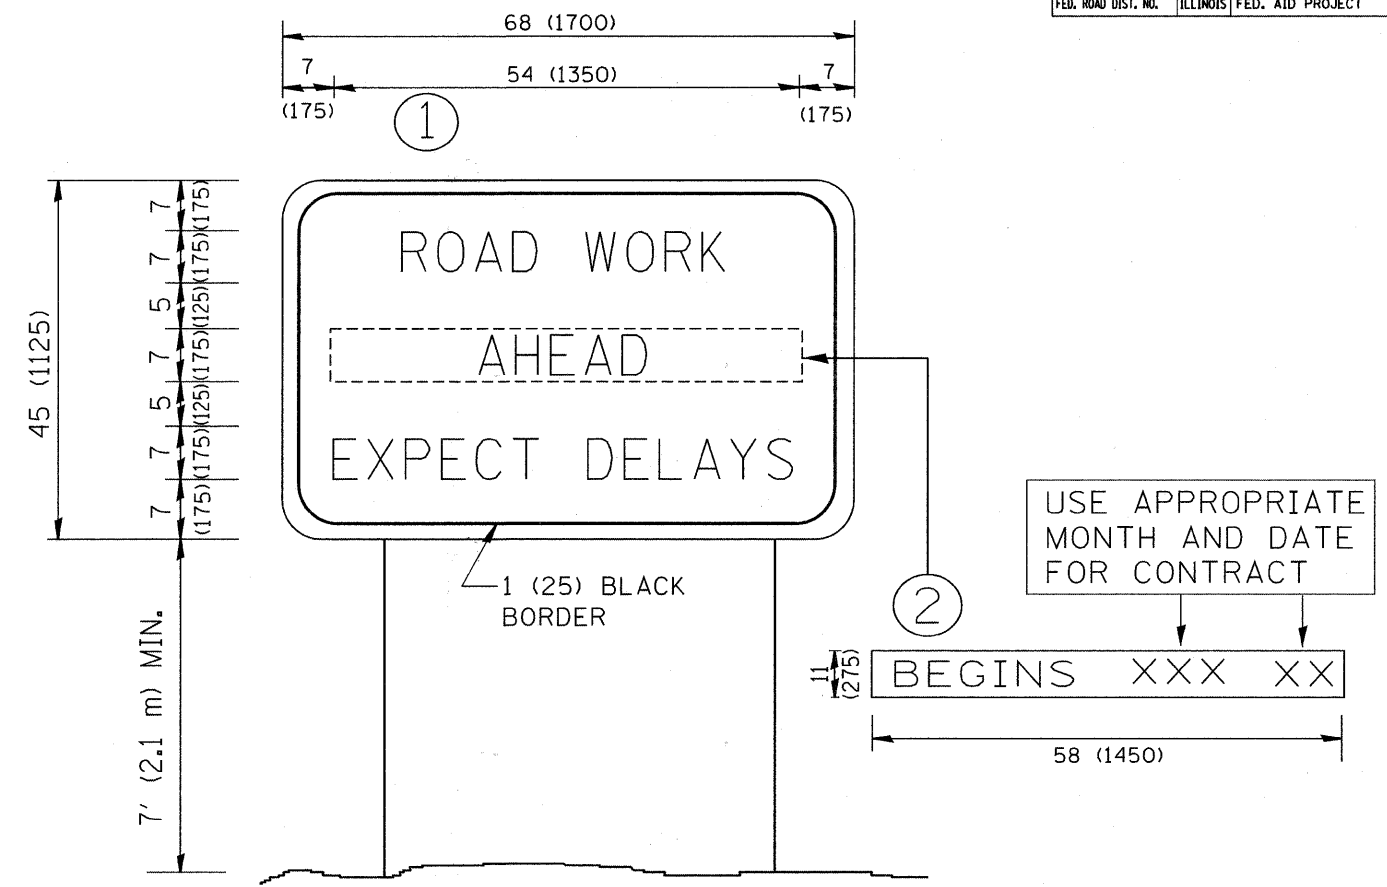 FED. ROAD DIST. NO. ILLINOIS FED. AID PROJECT
68 (1700)
7 54 (1350) 7
(175) (175)
1
7 (175)
7 (175)
5 (125)
7 (175)
5 (125)
7 (175)
7 (175)
45 (1125)
7' (2.1 m) MIN.
ROAD WORK
AHEAD
EXPECT DELAYS
1 (25) BLACK
BORDER
2
USE APPROPRIATE
MONTH AND DATE
FOR CONTRACT
11
(275)
BEGINS XXX XX
58 (1450)